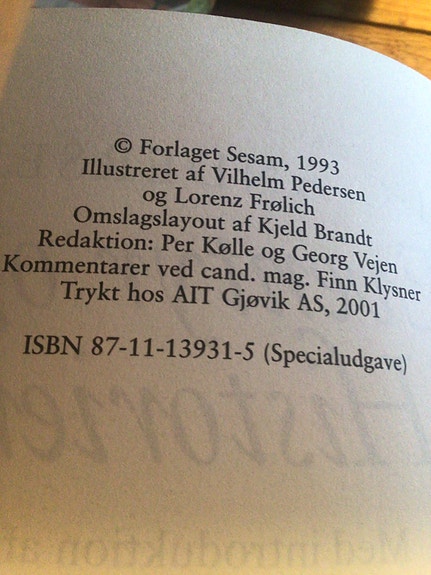 © Forlaget Sesam, 1993
Illustreret af Vilhelm Pedersen
og Lorenz Frølich
Omslagslayout af Kjeld Brandt
Redaktion: Per Kølle og Georg Vejen
Kommentarer ved cand. mag. Finn Klysner
Trykt hos AIT Gjøvik AS, 2001
ISBN 87-11-13931-5 (Specialudgave)